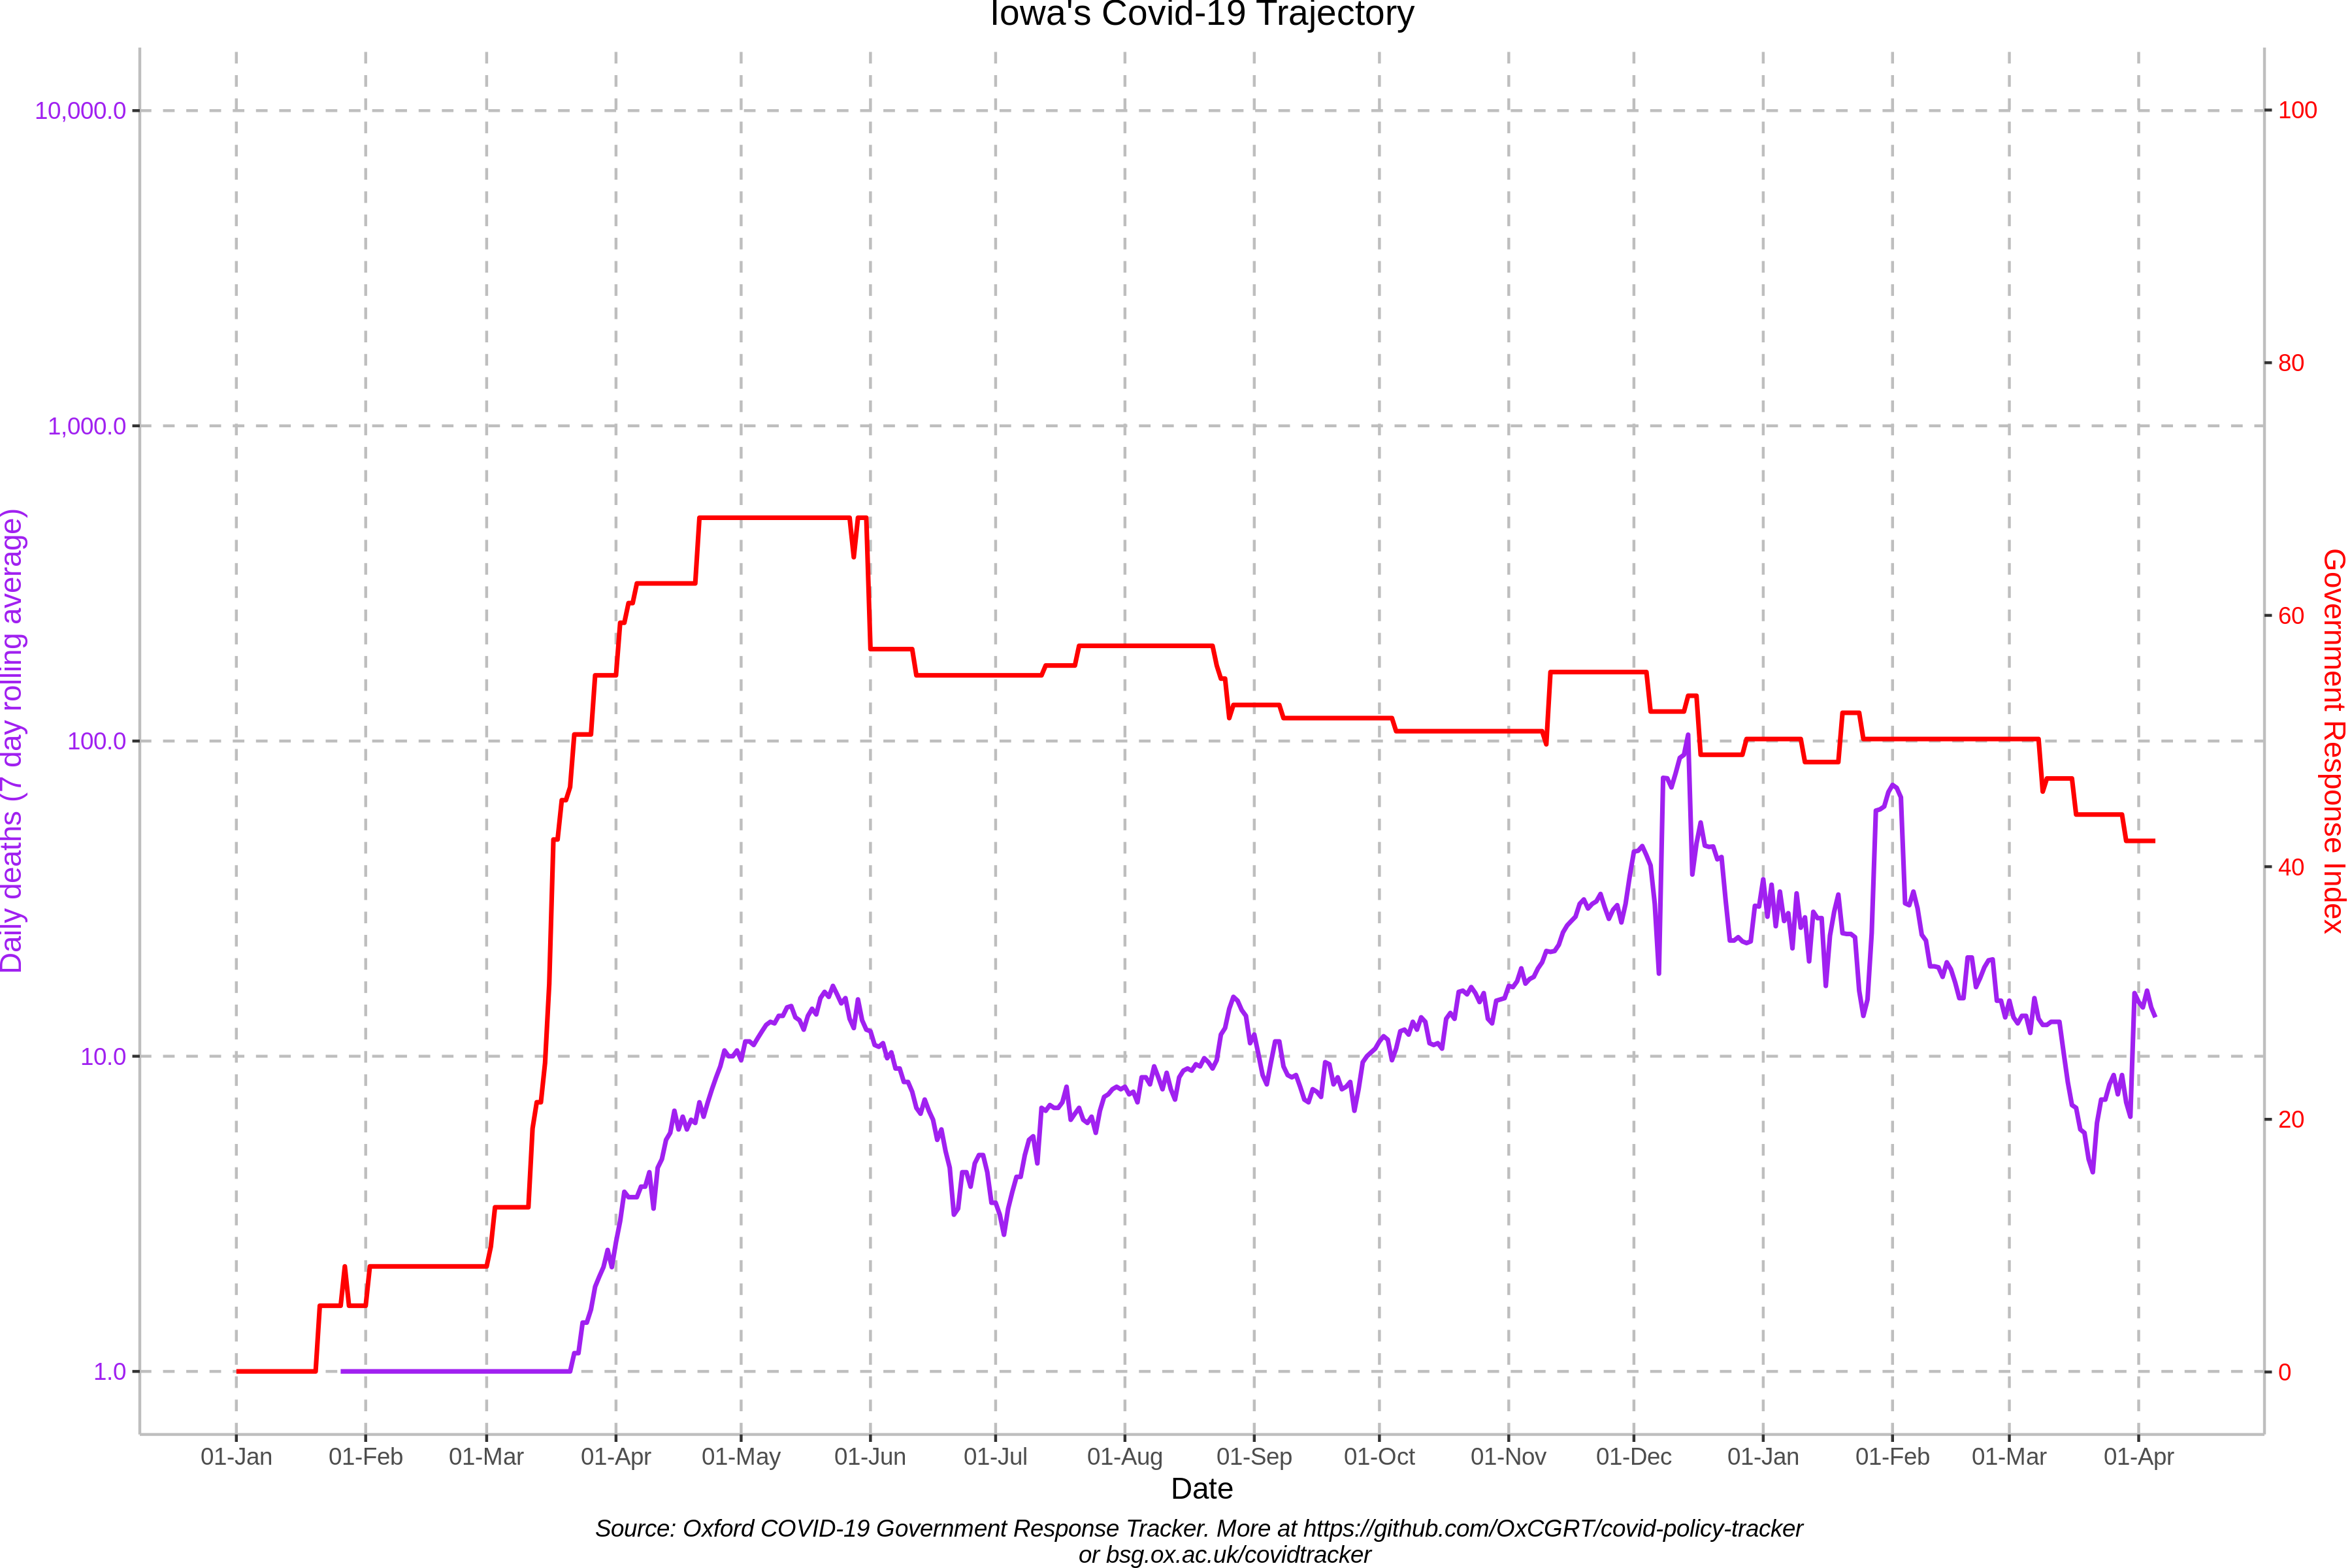 Iowa's Covid-19 Trajectory
10,000.0
1,000.0
100.0
10.0
1.0
Daily deaths (7 day rolling average)
100
80
60
40
20
0
Government Response Index
01-Jan 01-Feb 01-Mar 01-Apr 01-May 01-Jun 01-Jul 01-Aug 01-Sep 01-Oct 01-Nov 01-Dec 01-Jan 01-Feb 01-Mar 01-Apr
Date
Source: Oxford COVID-19 Government Response Tracker. More at https://github.com/OxCGRT/covid-policy-tracker
or bsg.ox.ac.uk/covidtracker